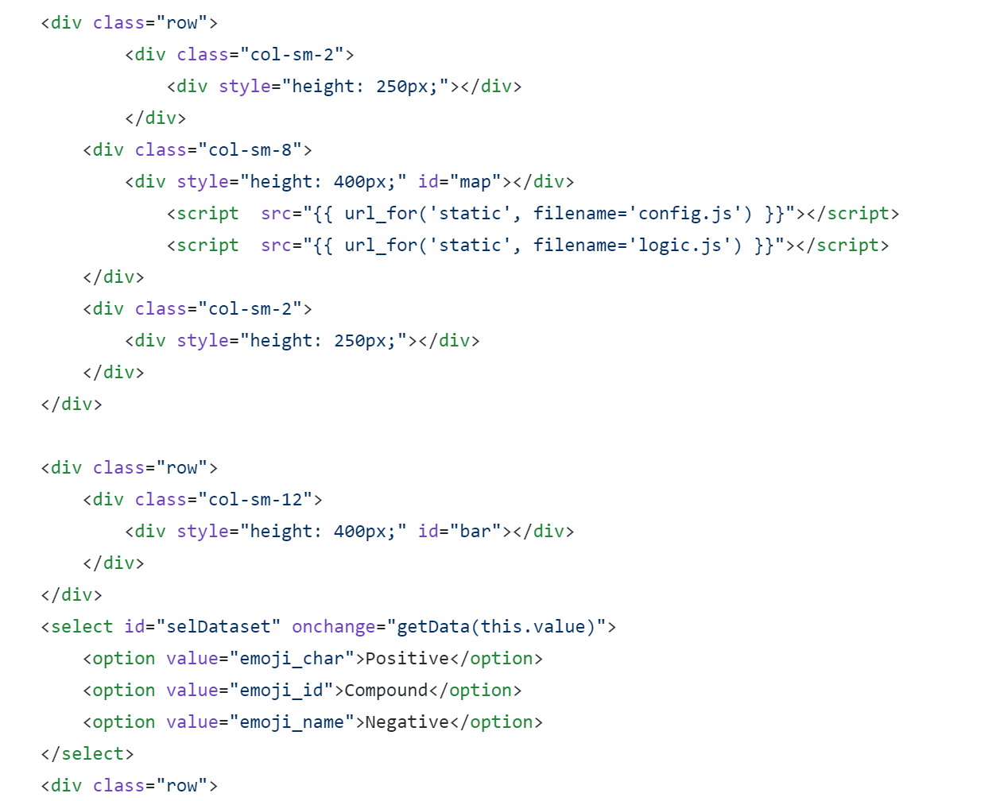 <div class="row">
        <div class="col-sm-2">
            <div style="height: 250px;"></div>
        </div>
    <div class="col-sm-8">
        <div style="height: 400px;" id="map"></div>
            <script  src="{{ url_for('static', filename='config.js') }}"></script>
            <script  src="{{ url_for('static', filename='logic.js') }}"></script>
    </div>
    <div class="col-sm-2">
        <div style="height: 250px;"></div>
    </div>
</div>

<div class="row">
    <div class="col-sm-12">
        <div style="height: 400px;" id="bar"></div>
    </div>
</div>
<select id="selDataset" onchange="getData(this.value)">
    <option value="emoji_char">Positive</option>
    <option value="emoji_id">Compound</option>
    <option value="emoji_name">Negative</option>
</select>
<div class="row">